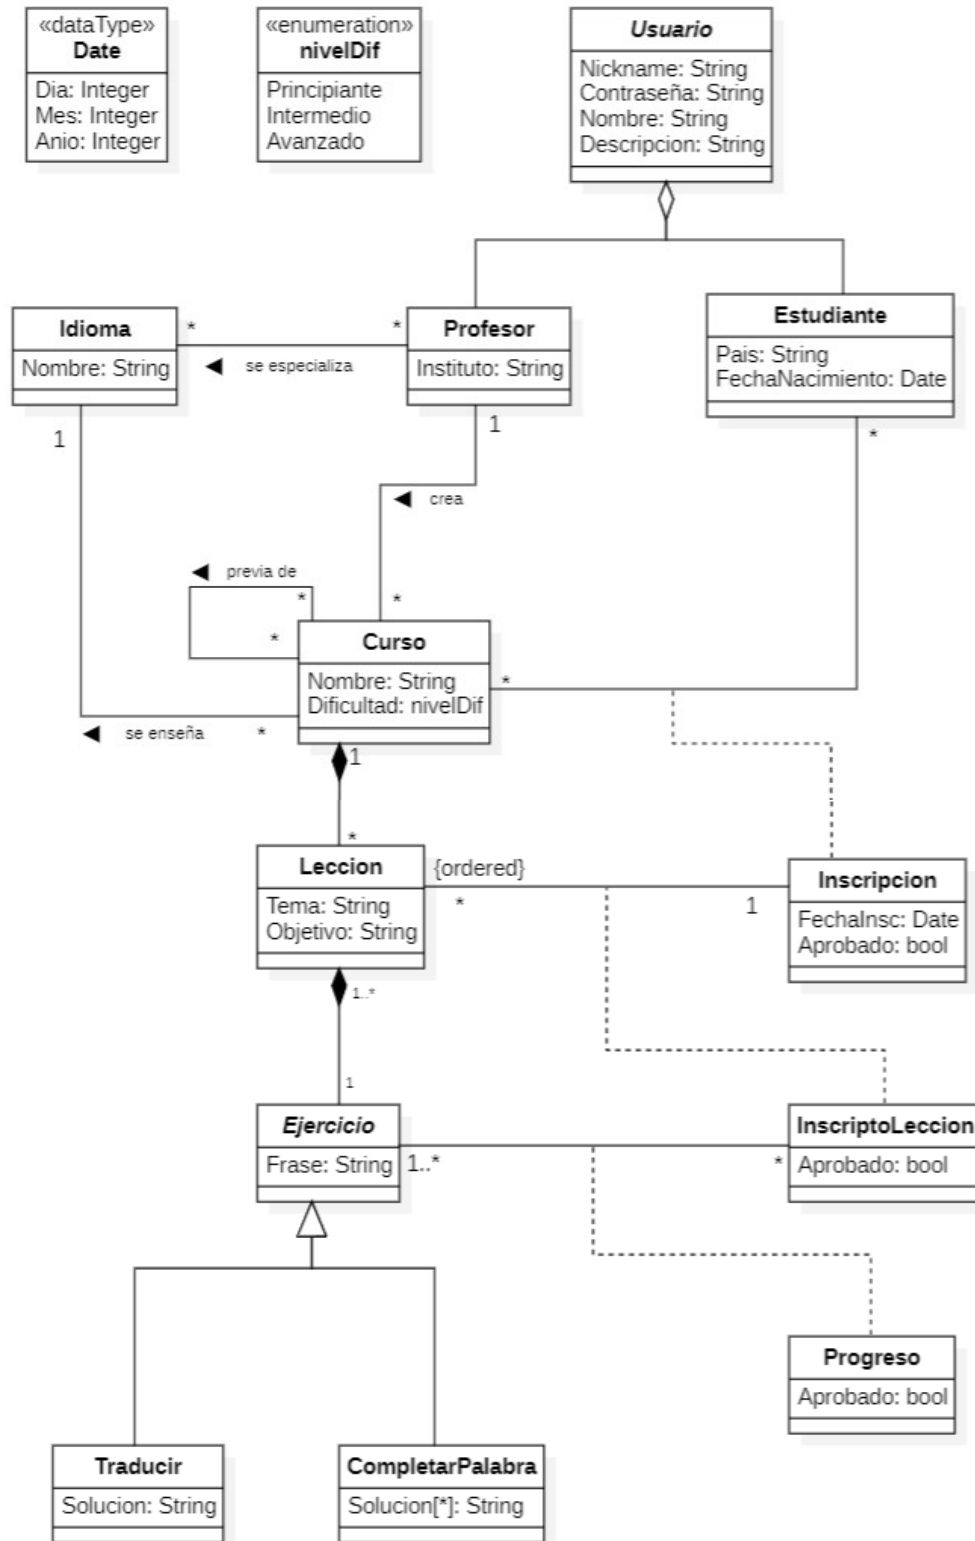 «dataType»
Date
Dia: Integer
Mes: Integer
Anio: Integer
«enumeration»
nivelDif
Principiante
Intermedio
Avanzado
Usuario
Nickname: String
Contraseña: String
Nombre: String
Descripcion: String
Idioma
Nombre: String
*
*
◀ se especializa
Profesor
Instituto: String
Estudiante
Pais: String
FechaNacimiento: Date
1
1
*
◀ crea
◀ previa de
*
*
*
Curso
Nombre: String
Dificultad: nivelDif
*
◀ se enseña
*
1
*
Leccion
Tema: String
Objetivo: String
{ordered}
*
1
Inscripcion
FechaInsc: Date
Aprobado: bool
1..*
1
Ejercicio
Frase: String
1..*
*
InscriptoLeccion
Aprobado: bool
Progreso
Aprobado: bool
Traducir
Solucion: String
CompletarPalabra
Solucion[*]: String